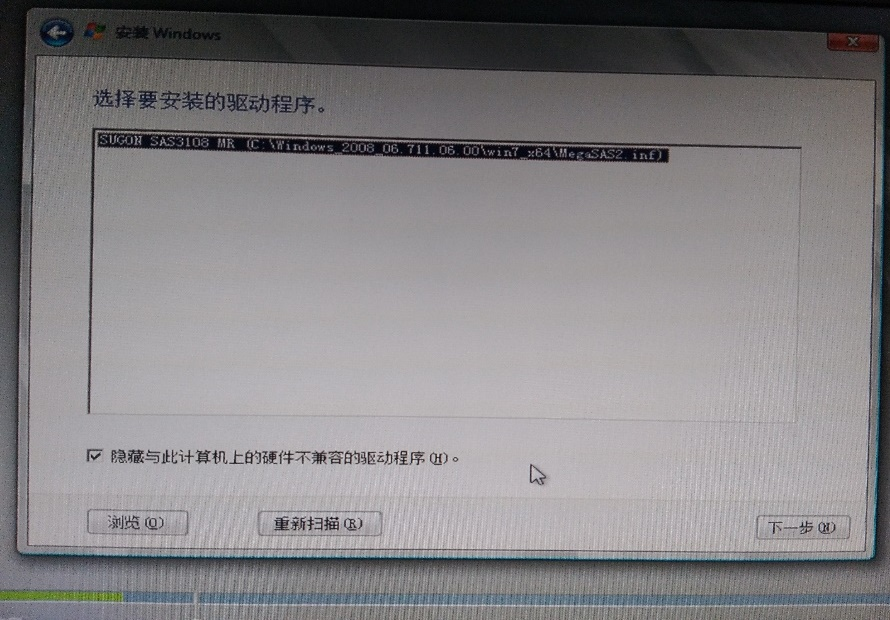 安装 Windows
选择要安装的驱动程序。
SUGON SAS3108 MR (C:\Windows_2008_06.711.06.00\win7_x64\MegaSAS2.inf)
隐藏与此计算机上的硬件不兼容的驱动程序(H)。
浏览(O)
重新扫描(R)
下一步(N)